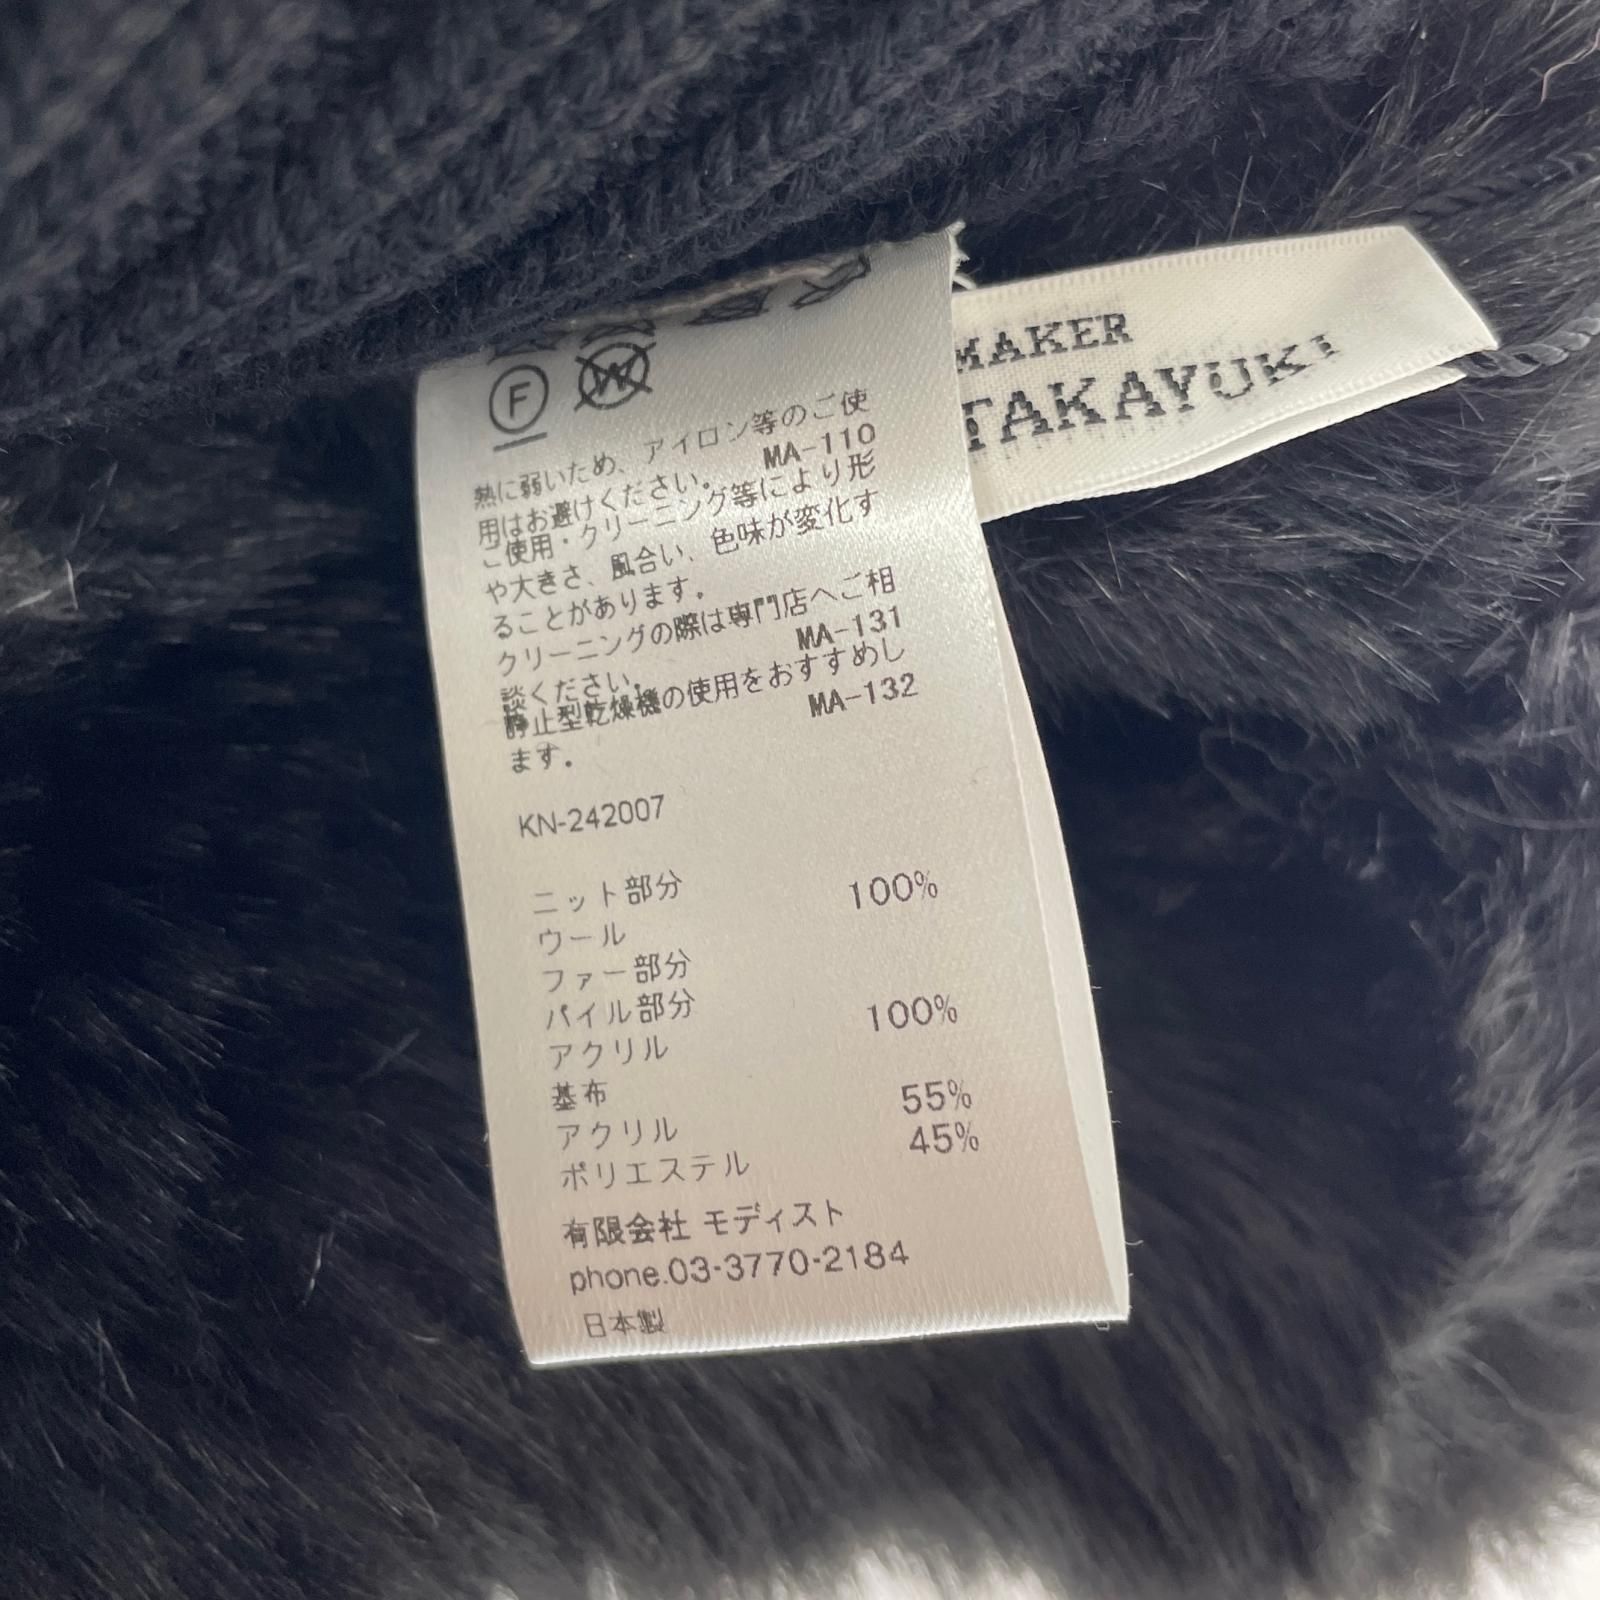 F
W
熱に弱いため、アイロン等のご使
用はお避けください。 MA-110
ご使用・クリーニング等により形
や大きさ、風合い、色味が変化す
ることがあります。
クリーニングの際は専門店へご相
談ください。 MA-131
静止型乾燥機の使用をおすすめし
ます。 MA-132
KN-242007
ニット部分
ウール 100%
ファー部分
パイル部分
アクリル 100%
基布
アクリル 55%
ポリエステル 45%
有限会社 モディスト
phone.03-3770-2184
日本製
MAKER
TAKAYUKI